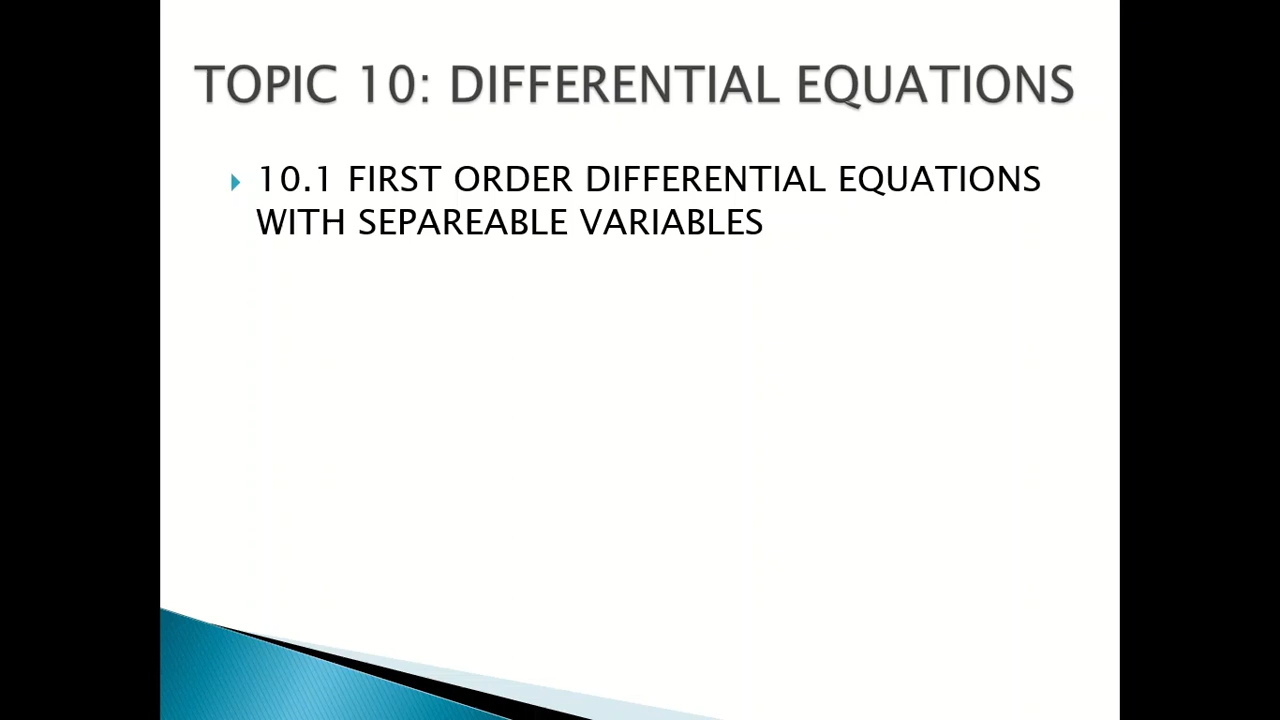 TOPIC 10: DIFFERENTIAL EQUATIONS
10.1 FIRST ORDER DIFFERENTIAL EQUATIONS
WITH SEPAREABLE VARIABLES